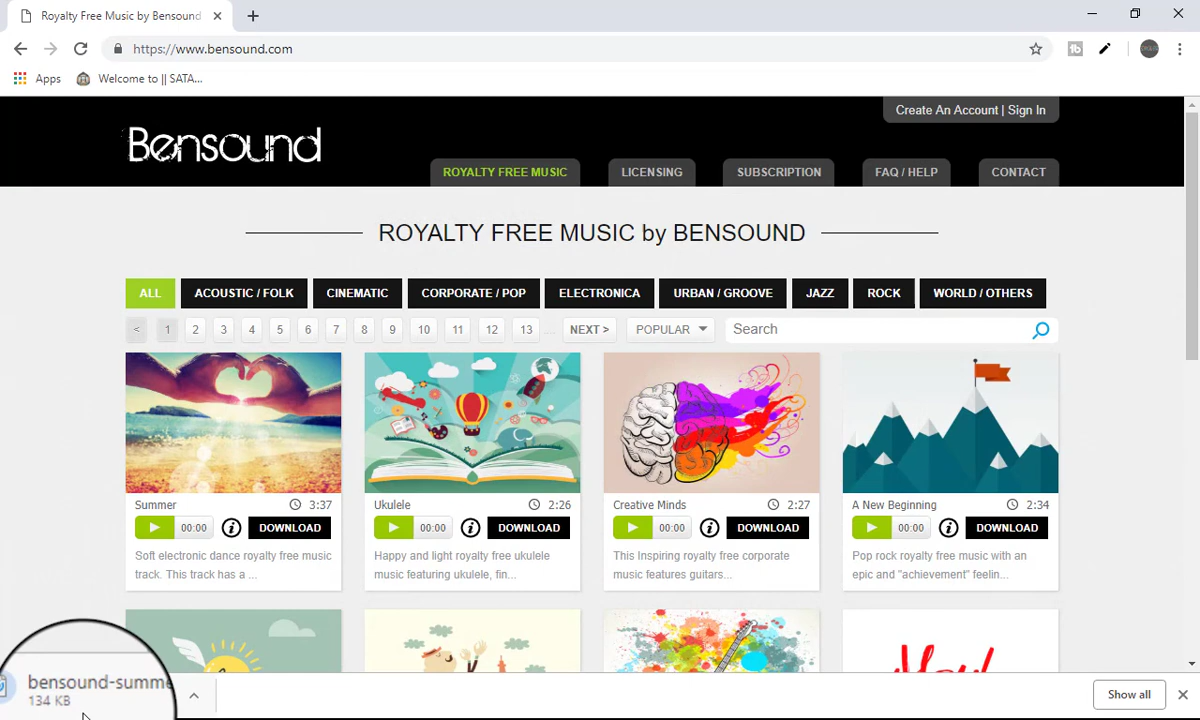 Royalty Free Music by Bensound
https://www.bensound.com
Apps Welcome to || SATA...
Create An Account | Sign In
Bensound
ROYALTY FREE MUSIC LICENSING SUBSCRIPTION FAQ / HELP CONTACT
ROYALTY FREE MUSIC by BENSOUND
ALL ACOUSTIC / FOLK CINEMATIC CORPORATE / POP ELECTRONICA URBAN / GROOVE JAZZ ROCK WORLD / OTHERS
< 1 2 3 4 5 6 7 8 9 10 11 12 13 .... NEXT > POPULAR Search
Summer 3:37 Ukulele 2:26 Creative Minds 2:27 A New Beginning 2:34
00:00 DOWNLOAD 00:00 DOWNLOAD 00:00 DOWNLOAD 00:00 DOWNLOAD
Soft electronic dance royalty free music Happy and light royalty free ukulele This Inspiring royalty free corporate Pop rock royalty free music with an
track. This track has a ... music featuring ukulele, fin... music features guitars... epic and "achievement" feelin...
bensound-summe
134 KB
Show all